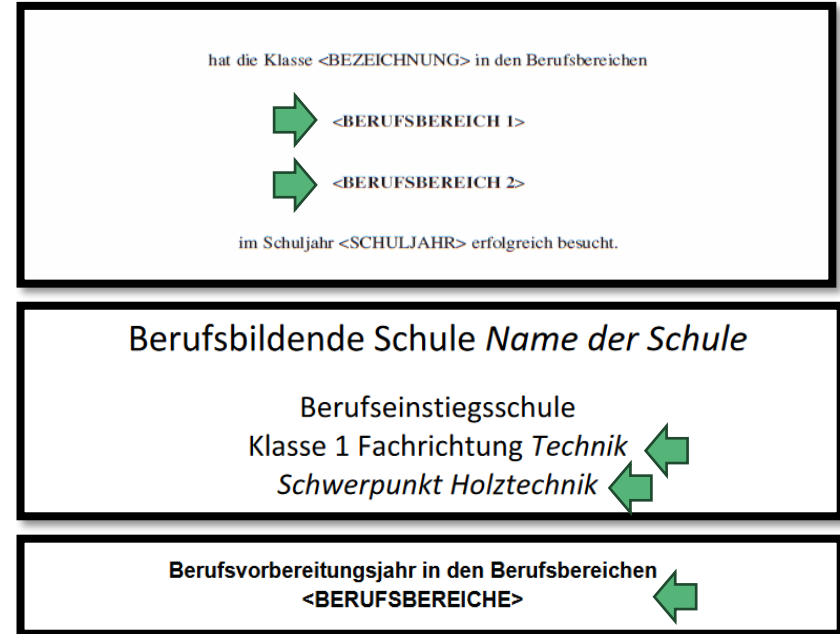 hat die Klasse <BEZEICHNUNG> in den Berufsbereichen
<BERUFSBEREICH 1>
<BERUFSBEREICH 2>
im Schuljahr <SCHULJAHR> erfolgreich besucht.
Berufsbildende Schule Name der Schule
Berufseinstiegsschule
Klasse 1 Fachrichtung Technik
Schwerpunkt Holztechnik
Berufsvorbereitungsjahr in den Berufsbereichen
<BERUFSBEREICHE>